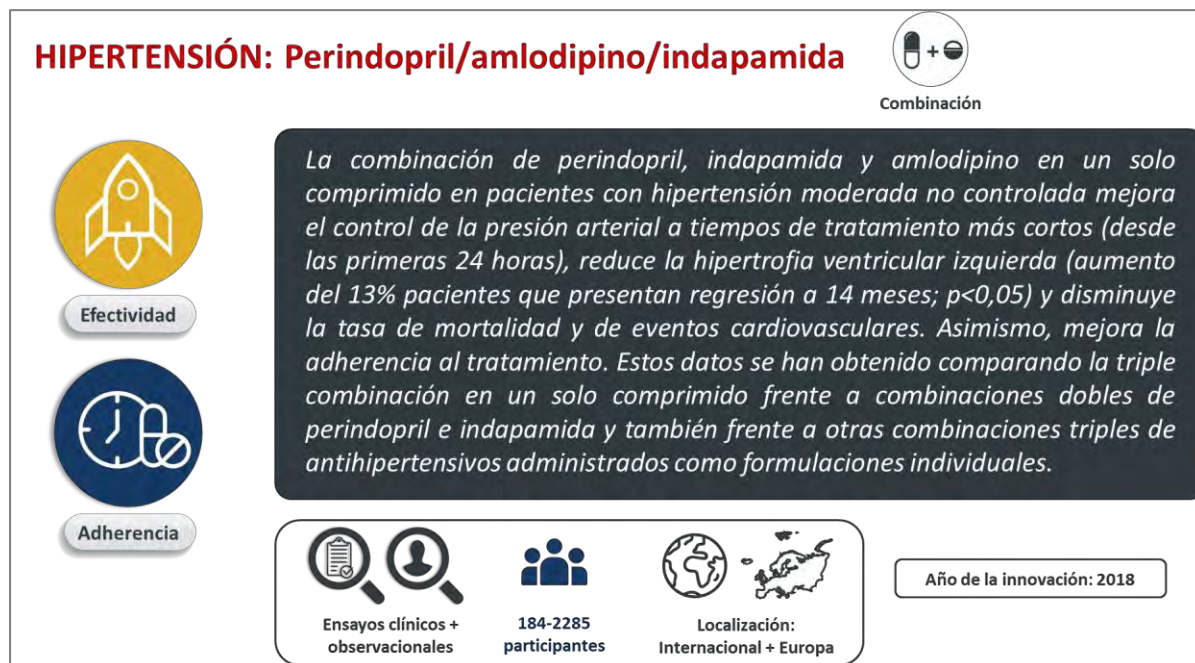 HIPERTENSIÓN: Perindopril/amlodipino/indapamida
Combinación
Efectividad
Adherencia
La combinación de perindopril, indapamida y amlodipino en un solo
comprimido en pacientes con hipertensión moderada no controlada mejora
el control de la presión arterial a tiempos de tratamiento más cortos (desde
las primeras 24 horas), reduce la hipertrofia ventricular izquierda (aumento
del 13% pacientes que presentan regresión a 14 meses; p<0,05) y disminuye
la tasa de mortalidad y de eventos cardiovasculares. Asimismo, mejora la
adherencia al tratamiento. Estos datos se han obtenido comparando la triple
combinación en un solo comprimido frente a combinaciones dobles de
perindopril e indapamida y también frente a otras combinaciones triples de
antihipertensivos administrados como formulaciones individuales.
Ensayos clínicos +
observacionales
184-2285
participantes
Localización:
Internacional + Europa
Año de la innovación: 2018